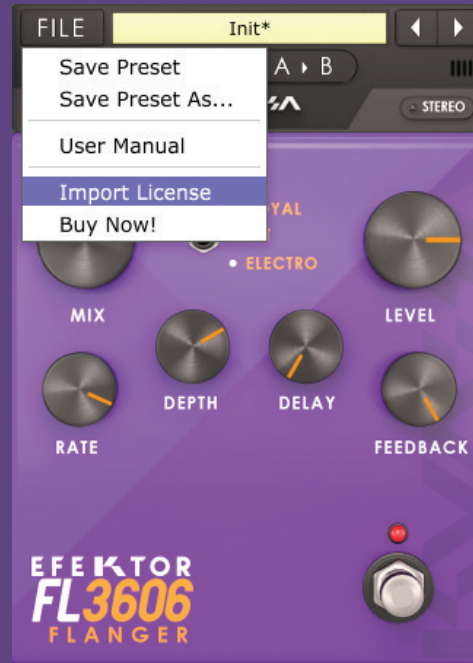 FILE
Init*
Save Preset
A ▸ B
Save Preset As...
STEREO
User Manual
Import License
Buy Now!
ELECTRO
MIX
LEVEL
DEPTH
DELAY
RATE
FEEDBACK
EFEKTOR
FL3606
FLANGER